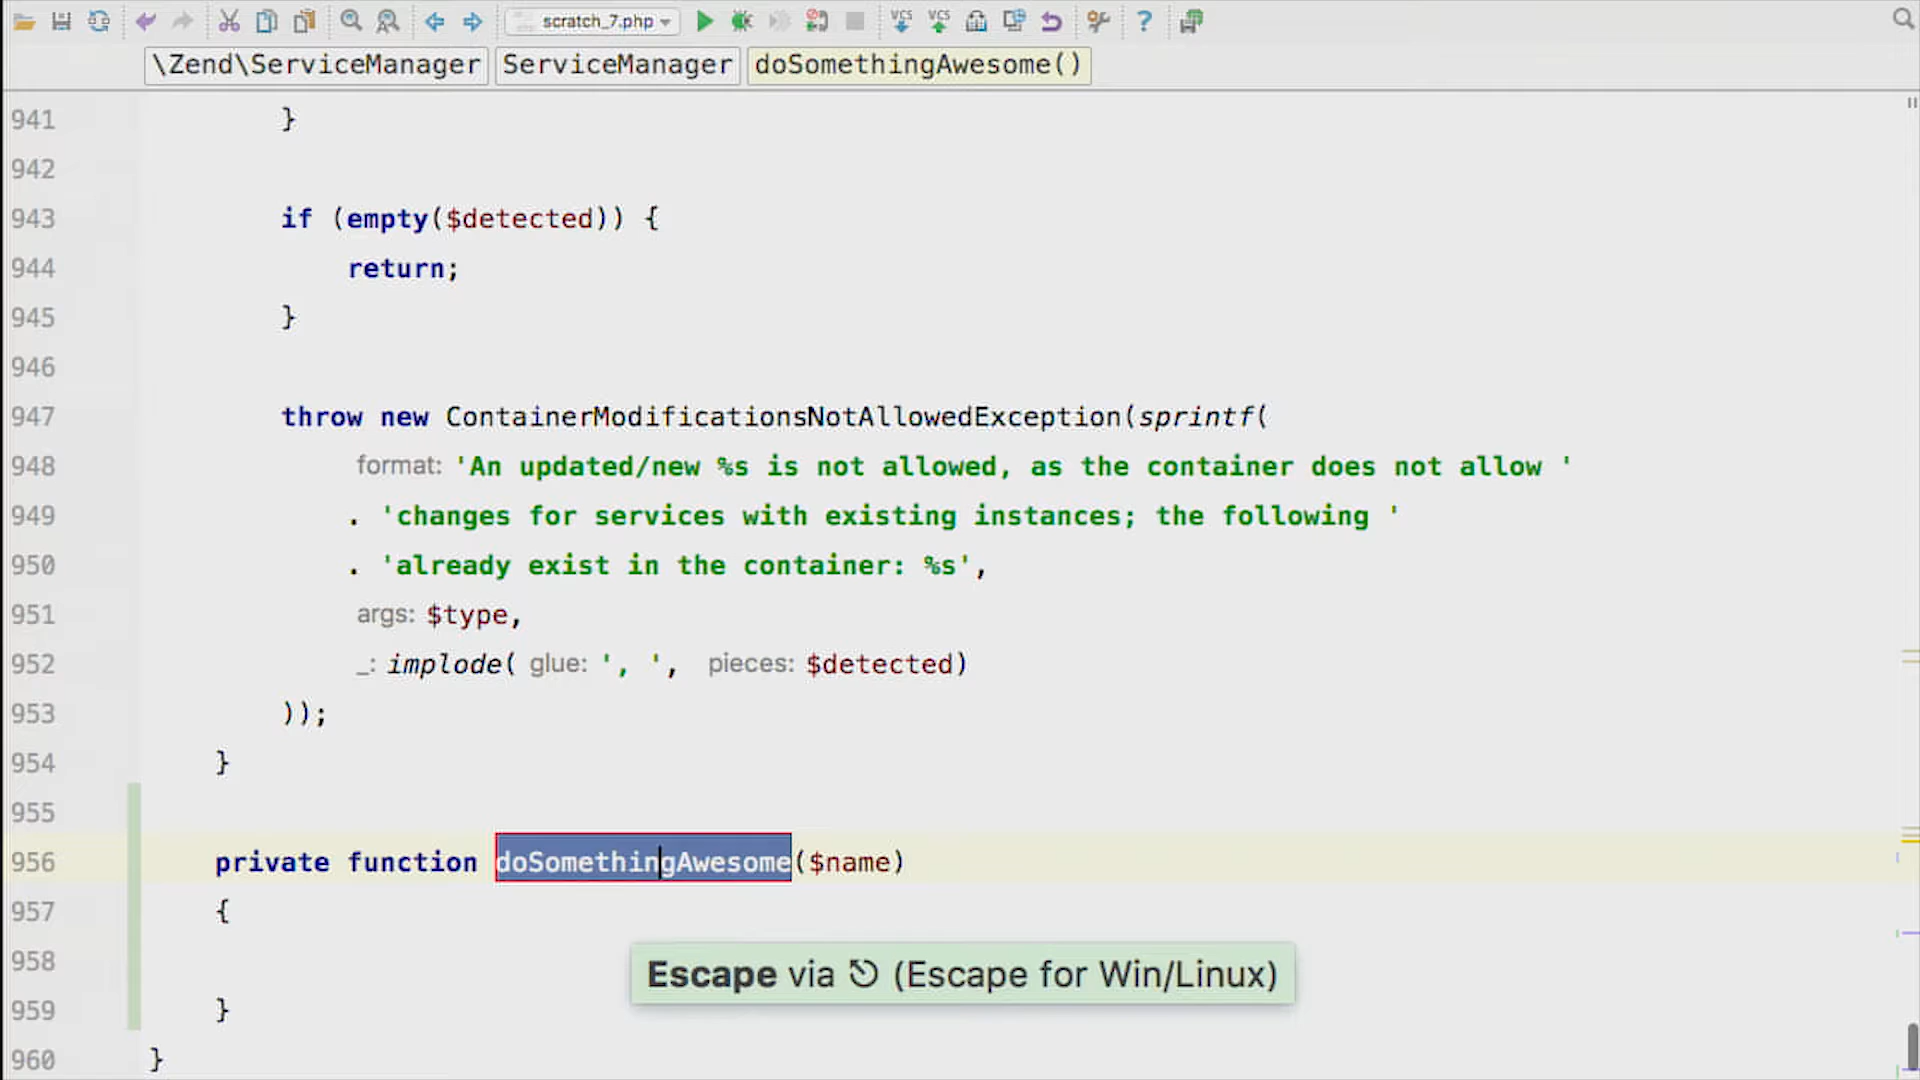 scratch_7.php VCS VCS ?
\Zend\ServiceManager ServiceManager doSomethingAwesome()
941 }
942
943 if (empty($detected)) {
944 return;
945 }
946
947 throw new ContainerModificationsNotAllowedException(sprintf(
948 format: 'An updated/new %s is not allowed, as the container does not allow '
949 . 'changes for services with existing instances; the following '
950 . 'already exist in the container: %s',
951 args: $type,
952 _: implode( glue: ', ', pieces: $detected)
953 ));
954 }
955
956 private function doSomethingAwesome($name)
957 {
958
Escape via ⎋ (Escape for Win/Linux)
959 }
960 }